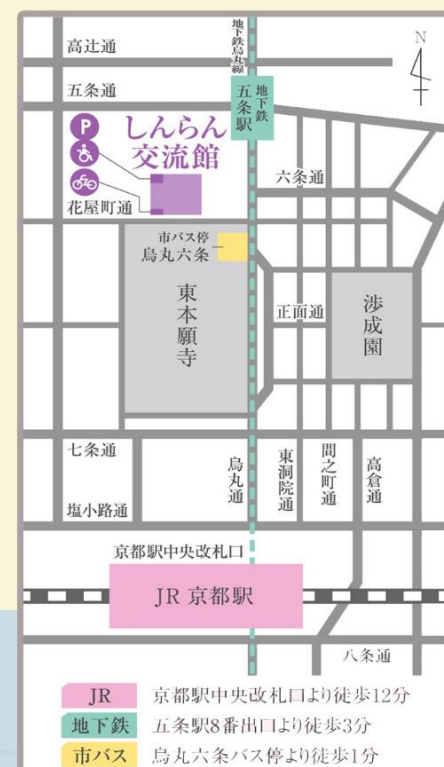 地下鉄烏丸線
N
高辻通
五条通
地下鉄
五条駅
P
しんらん
交流館
六条通
花屋町通
市バス停
烏丸六条
東本願寺
正面通
渉成園
七条通
烏丸通
東洞院通
間之町通
高倉通
塩小路通
京都駅中央改札口
JR 京都駅
八条通
JR 京都駅中央改札口より徒歩12分
地下鉄 五条駅8番出口より徒歩3分
市バス 烏丸六条バス停より徒歩1分